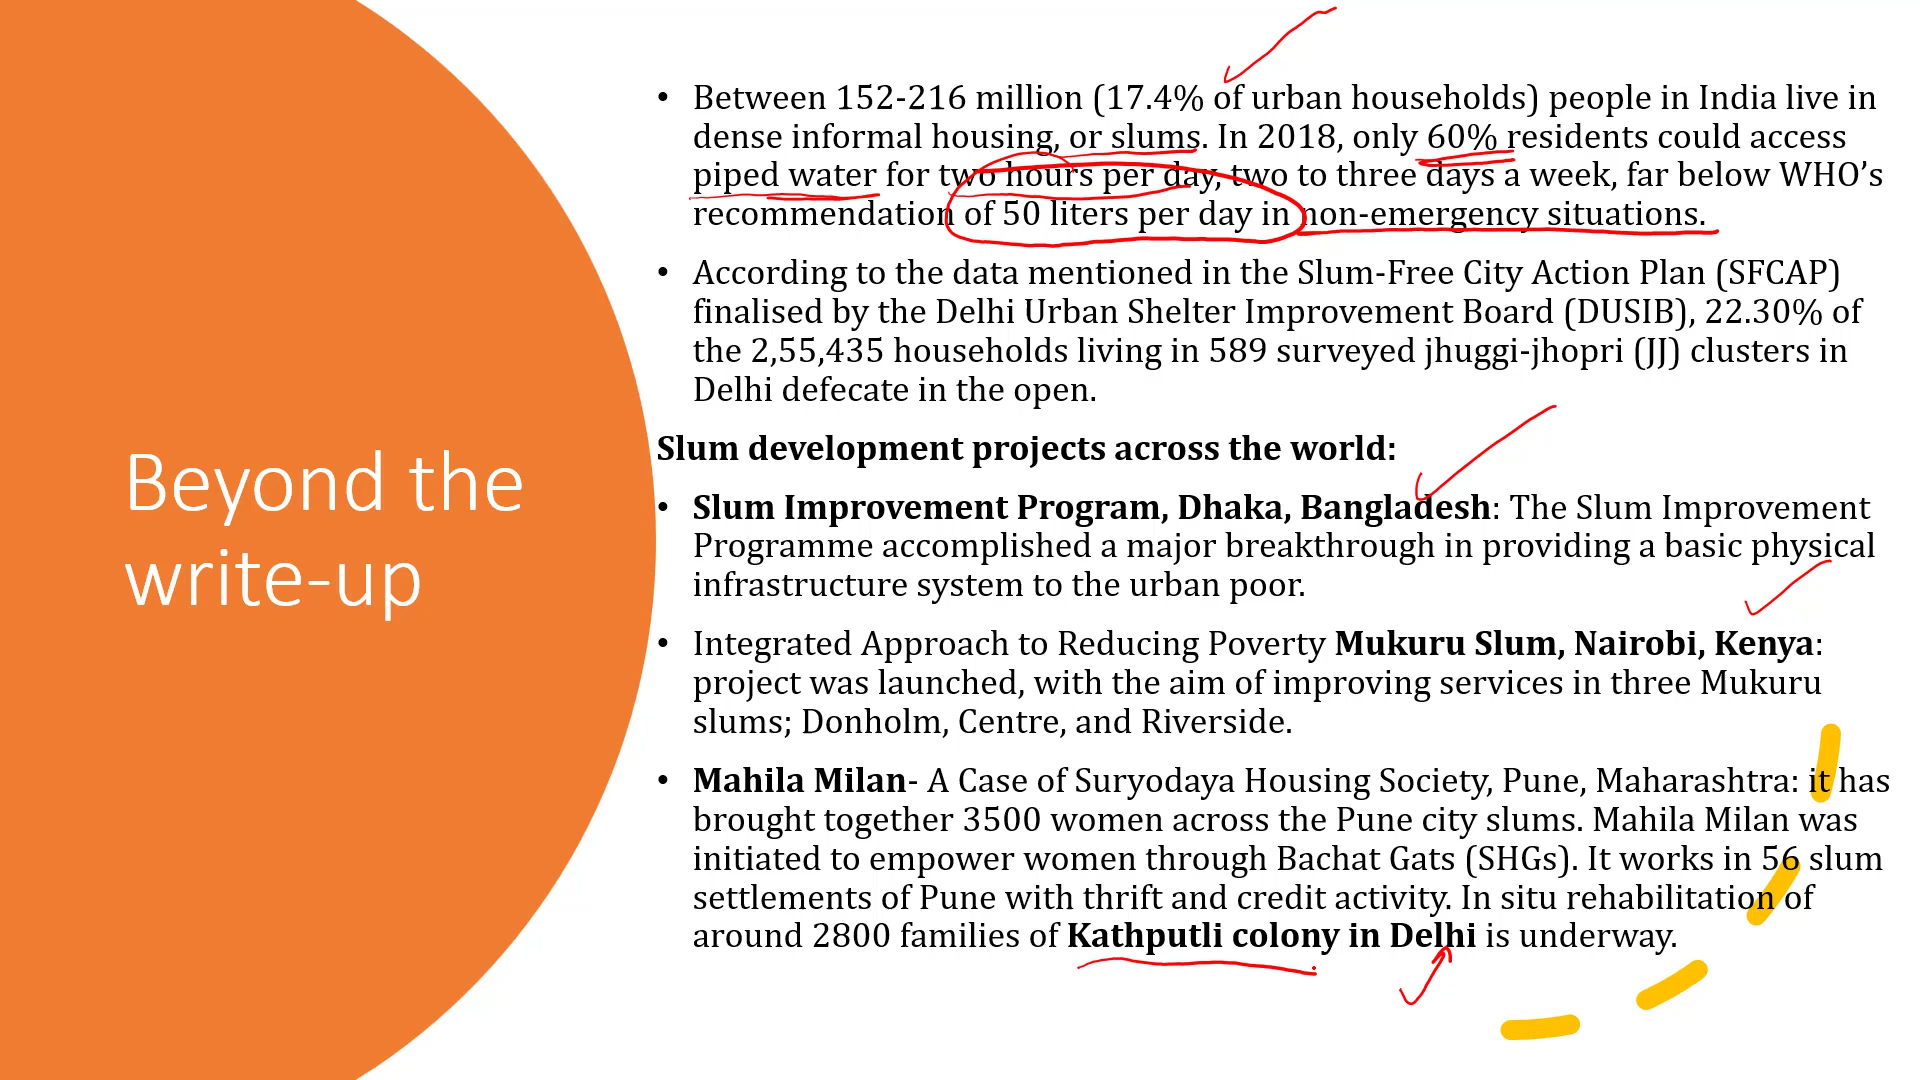 Beyond the
write-up
• Between 152-216 million (17.4% of urban households) people in India live in
dense informal housing, or slums. In 2018, only 60% residents could access
piped water for two hours per day, two to three days a week, far below WHO’s
recommendation of 50 liters per day in non-emergency situations.
• According to the data mentioned in the Slum-Free City Action Plan (SFCAP)
finalised by the Delhi Urban Shelter Improvement Board (DUSIB), 22.30% of
the 2,55,435 households living in 589 surveyed jhuggi-jhopri (JJ) clusters in
Delhi defecate in the open.
Slum development projects across the world:
• Slum Improvement Program, Dhaka, Bangladesh: The Slum Improvement
Programme accomplished a major breakthrough in providing a basic physical
infrastructure system to the urban poor.
• Integrated Approach to Reducing Poverty Mukuru Slum, Nairobi, Kenya:
project was launched, with the aim of improving services in three Mukuru
slums; Donholm, Centre, and Riverside.
• Mahila Milan- A Case of Suryodaya Housing Society, Pune, Maharashtra: it has
brought together 3500 women across the Pune city slums. Mahila Milan was
initiated to empower women through Bachat Gats (SHGs). It works in 56 slum
settlements of Pune with thrift and credit activity. In situ rehabilitation of
around 2800 families of Kathputli colony in Delhi is underway.